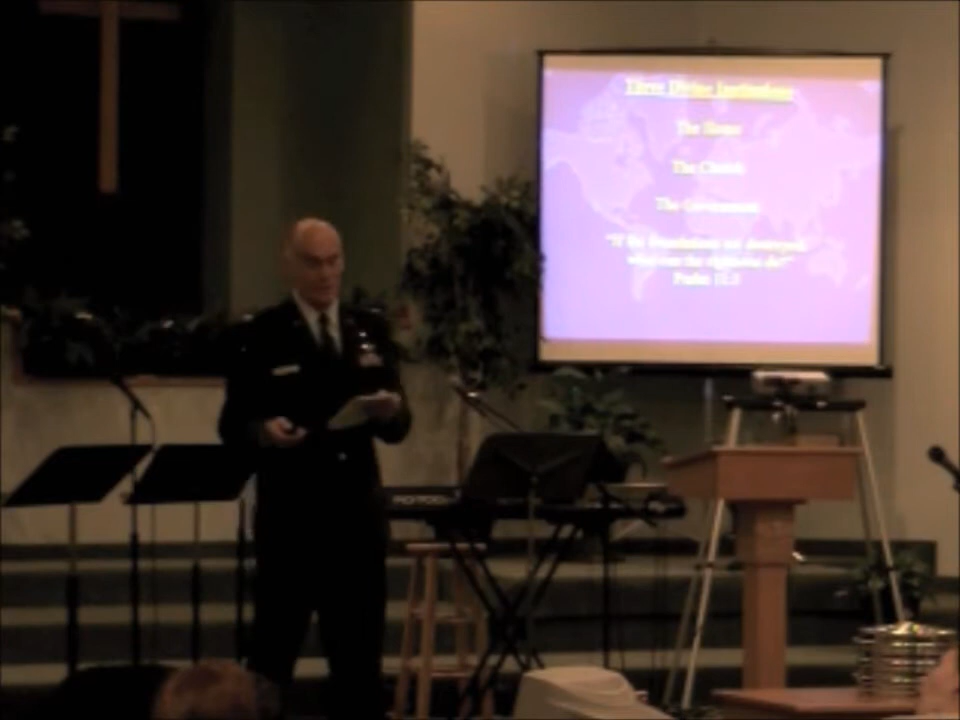 Three Divine Institutions
The Home
The Church
The Government
"If the foundations are destroyed,
what can the righteous do?"
Psalm 11:3